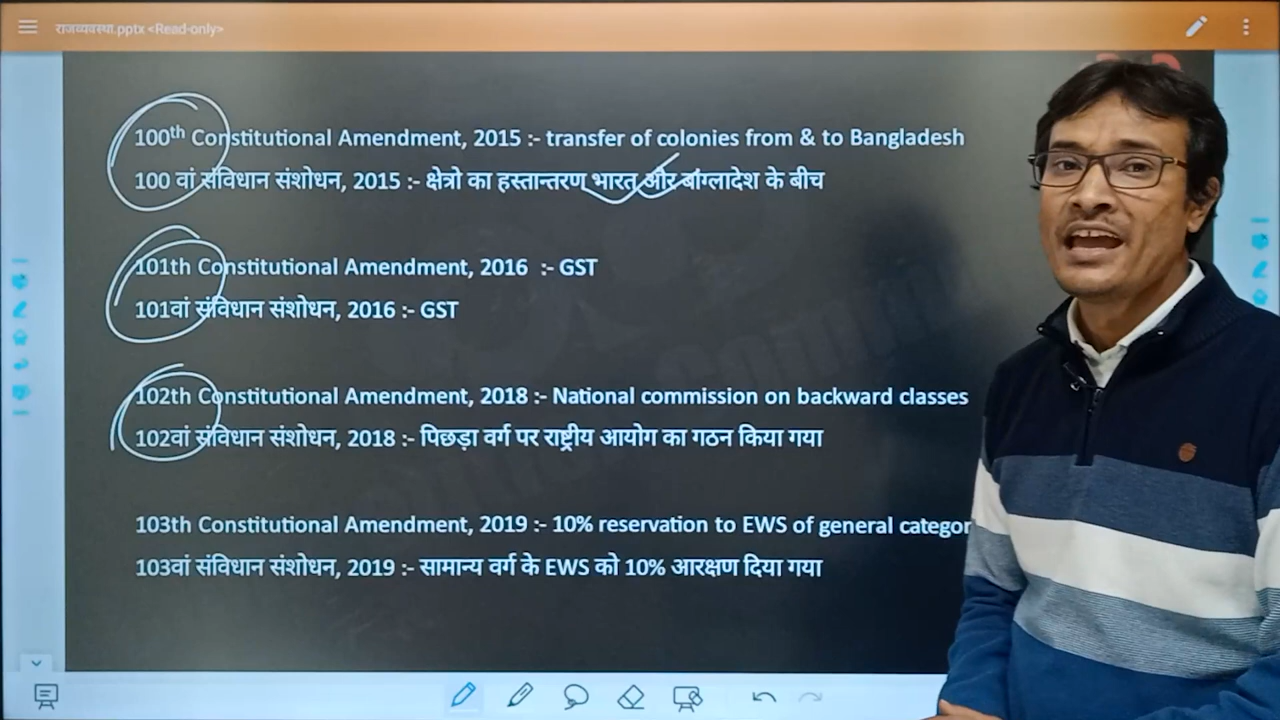 राजव्यवस्था.pptx <Read-only>
100th Constitutional Amendment, 2015 :- transfer of colonies from & to Bangladesh
100 वां संविधान संशोधन, 2015 :- क्षेत्रो का हस्तान्तरण भारत और बांग्लादेश के बीच
101th Constitutional Amendment, 2016 :- GST
101वां संविधान संशोधन, 2016 :- GST
102th Constitutional Amendment, 2018 :- National commission on backward classes
102वां संविधान संशोधन, 2018 :- पिछड़ा वर्ग पर राष्ट्रीय आयोग का गठन किया गया
103th Constitutional Amendment, 2019 :- 10% reservation to EWS of general categor
103वां संविधान संशोधन, 2019 :- सामान्य वर्ग के EWS को 10% आरक्षण दिया गया